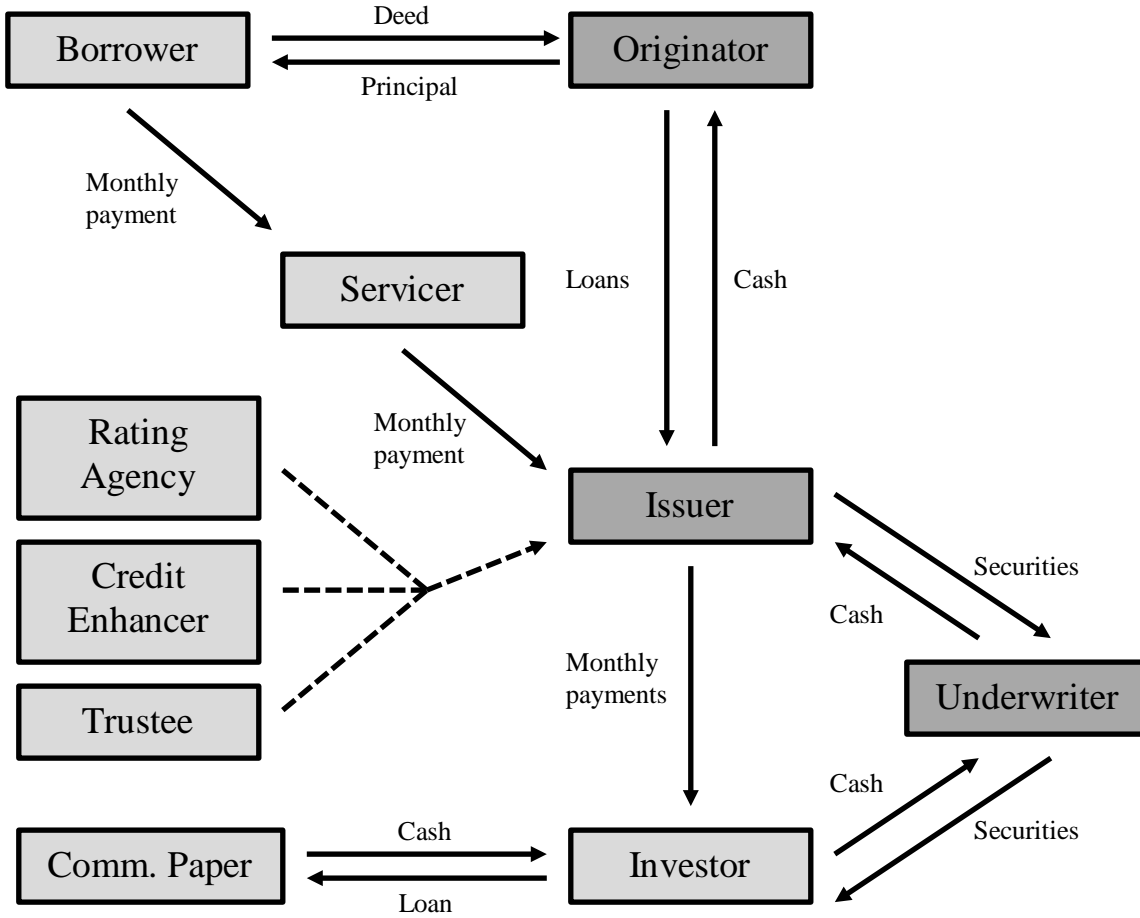 Deed
Borrower
Originator
Principal
Monthly
payment
Servicer
Loans
Cash
Rating
Agency
Monthly
payment
Issuer
Credit
Enhancer
Securities
Cash
Monthly
payments
Trustee
Underwriter
Cash
Cash
Securities
Comm. Paper
Investor
Loan